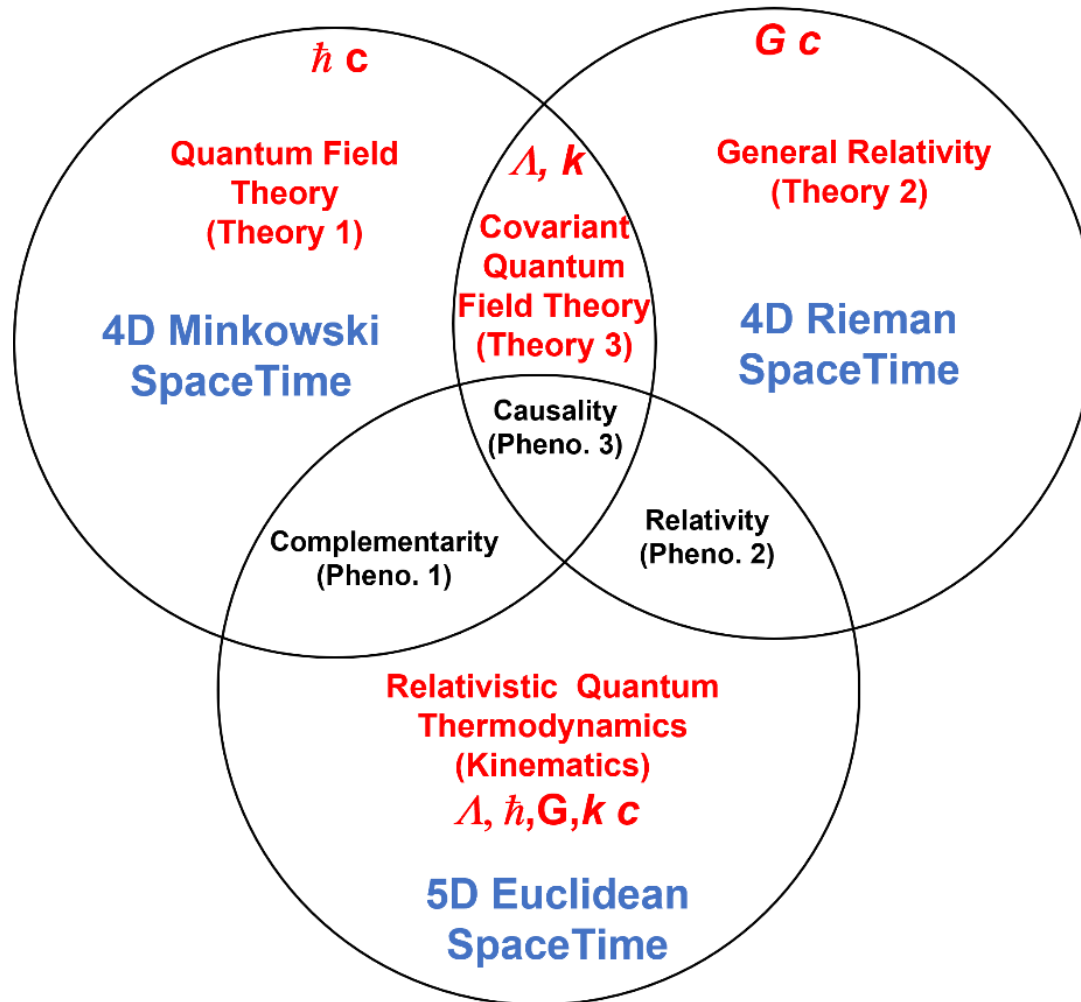 ħ c
G c
Quantum Field
Theory
(Theory 1)
4D Minkowski
SpaceTime
Λ, k
Covariant
Quantum
Field Theory
(Theory 3)
General Relativity
(Theory 2)
4D Rieman
SpaceTime
Causality
(Pheno. 3)
Complementarity
(Pheno. 1)
Relativity
(Pheno. 2)
Relativistic Quantum
Thermodynamics
(Kinematics)
Λ, ħ,G,k c
5D Euclidean
SpaceTime